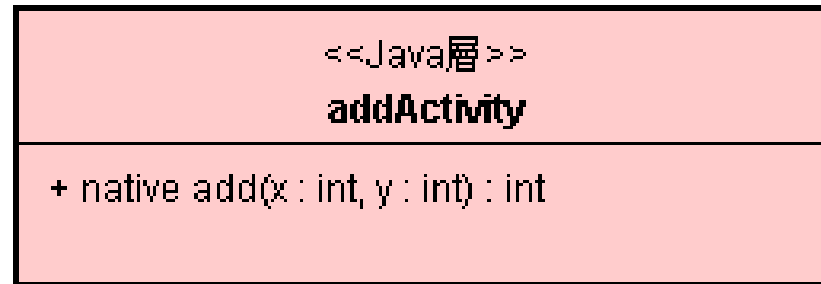 <<Java層>>
addActivity
+ native add(x : int, y : int) : int